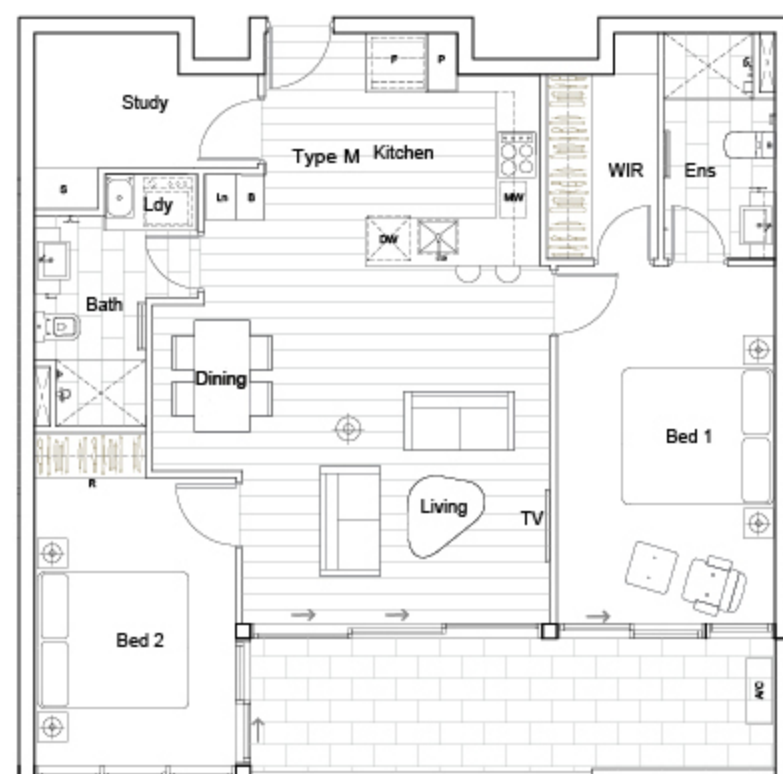 F
P
Study
Type M
Kitchen
WIR
Ens
S
Ldy
Ln
B
MW
DW
Bath
Dining
Bed 1
R
Living
TV
Bed 2
A/C